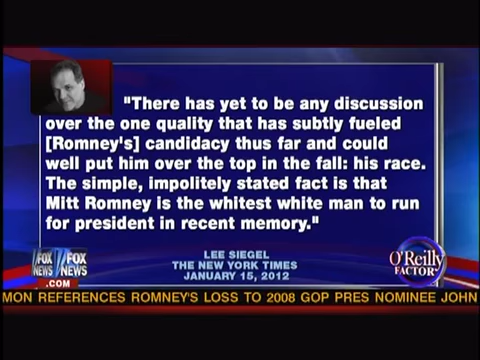 "There has yet to be any discussion
over the one quality that has subtly fueled
[Romney's] candidacy thus far and could
well put him over the top in the fall: his race.
The simple, impolitely stated fact is that
Mitt Romney is the whitest white man to run
for president in recent memory."
LEE SIEGEL
THE NEW YORK TIMES
JANUARY 15, 2012
FOX NEWS
FOX NEWS
.COM
O'REILLY FACTOR
MON REFERENCES ROMNEY'S LOSS TO 2008 GOP PRES NOMINEE JOHN